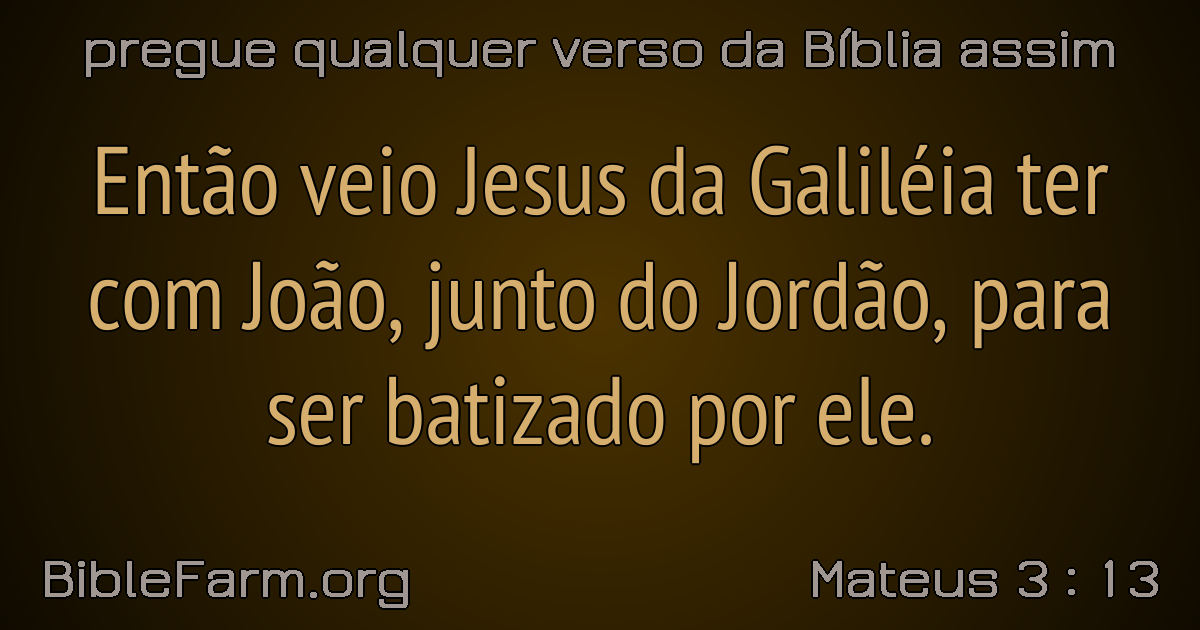 pregue qualquer verso da Bíblia assim
Então veio Jesus da Galiléia ter
com João, junto do Jordão, para
ser batizado por ele.
BibleFarm.org
Mateus 3 : 13